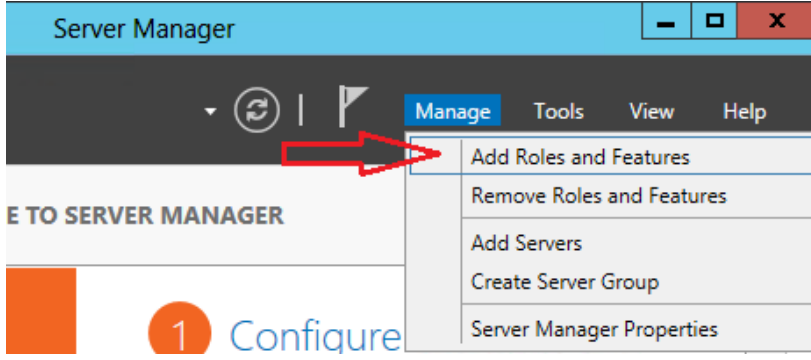 Server Manager
Manage Tools View Help
Add Roles and Features
Remove Roles and Features
E TO SERVER MANAGER
Add Servers
Create Server Group
1 Configure
Server Manager Properties